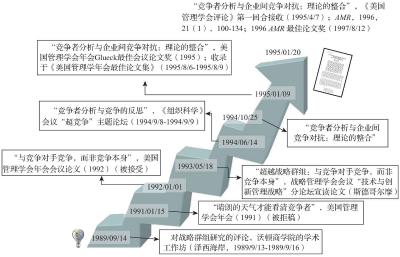 “竞争者分析与企业间竞争对抗：理论的整合”，《美
国管理学会评论》第一回合接收（1995/4/7）；AMR，1996，
21（1），100-134；1996 AMR 最佳论文奖（1997/8/12）
1995/01/20
“竞争者分析与企业间竞争对抗：理论的整合”，美
国管理学年会Glueck最佳会议论文奖（1995）；收录
于《美国管理学年会最佳论文集》（1995/8/6-1995/8/9）
1995/01/09
“竞争者分析与竞争的反思”，《组织科学》
会议“超竞争”主题论坛（1994/9/8-1994/9/9）
1994/10/25
“竞争者分析与企业间
竞争对抗：理论的整合”
1994/06/14
“与竞争对手竞争，而非竞争本身”，美国
管理学年会会议论文（1992）（被接受）
1993/05/18
“超越战略群组：与竞争对手竞争，而非
竞争本身”，战略管理学会会议“技术与
创新管理战略”分论坛宣读论文（斯德哥尔摩）
1992/01/01
“晴朗的天气才能看清竞争者”，美国管理
学会年会（1991）（被拒稿）
1991/01/15
对战略群组研究的评论，沃顿商学院的学术
工作坊（泽西海岸，1989/9/13-1989/9/16）
1989/09/14